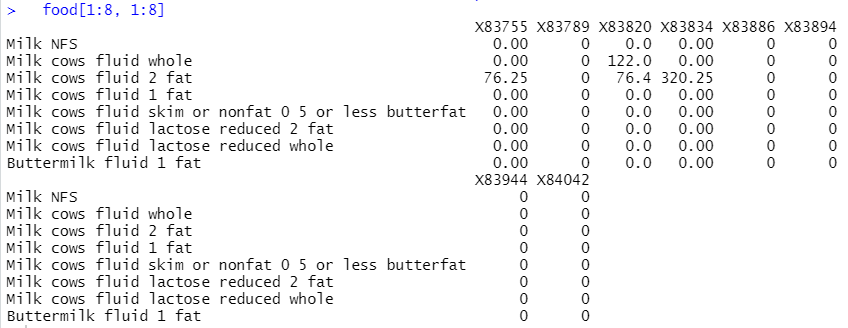 > food[1:8, 1:8]
X83755 X83789 X83820 X83834 X83886 X83894
Milk NFS 0.00 0 0.0 0.00 0 0
Milk cows fluid whole 0.00 0 122.0 0.00 0 0
Milk cows fluid 2 fat 76.25 0 76.4 320.25 0 0
Milk cows fluid 1 fat 0.00 0 0.0 0.00 0 0
Milk cows fluid skim or nonfat 0 5 or less butterfat 0.00 0 0.0 0.00 0 0
Milk cows fluid lactose reduced 2 fat 0.00 0 0.0 0.00 0 0
Milk cows fluid lactose reduced whole 0.00 0 0.0 0.00 0 0
Buttermilk fluid 1 fat 0.00 0 0.0 0.00 0 0
X83944 X84042
Milk NFS 0 0
Milk cows fluid whole 0 0
Milk cows fluid 2 fat 0 0
Milk cows fluid 1 fat 0 0
Milk cows fluid skim or nonfat 0 5 or less butterfat 0 0
Milk cows fluid lactose reduced 2 fat 0 0
Milk cows fluid lactose reduced whole 0 0
Buttermilk fluid 1 fat 0 0